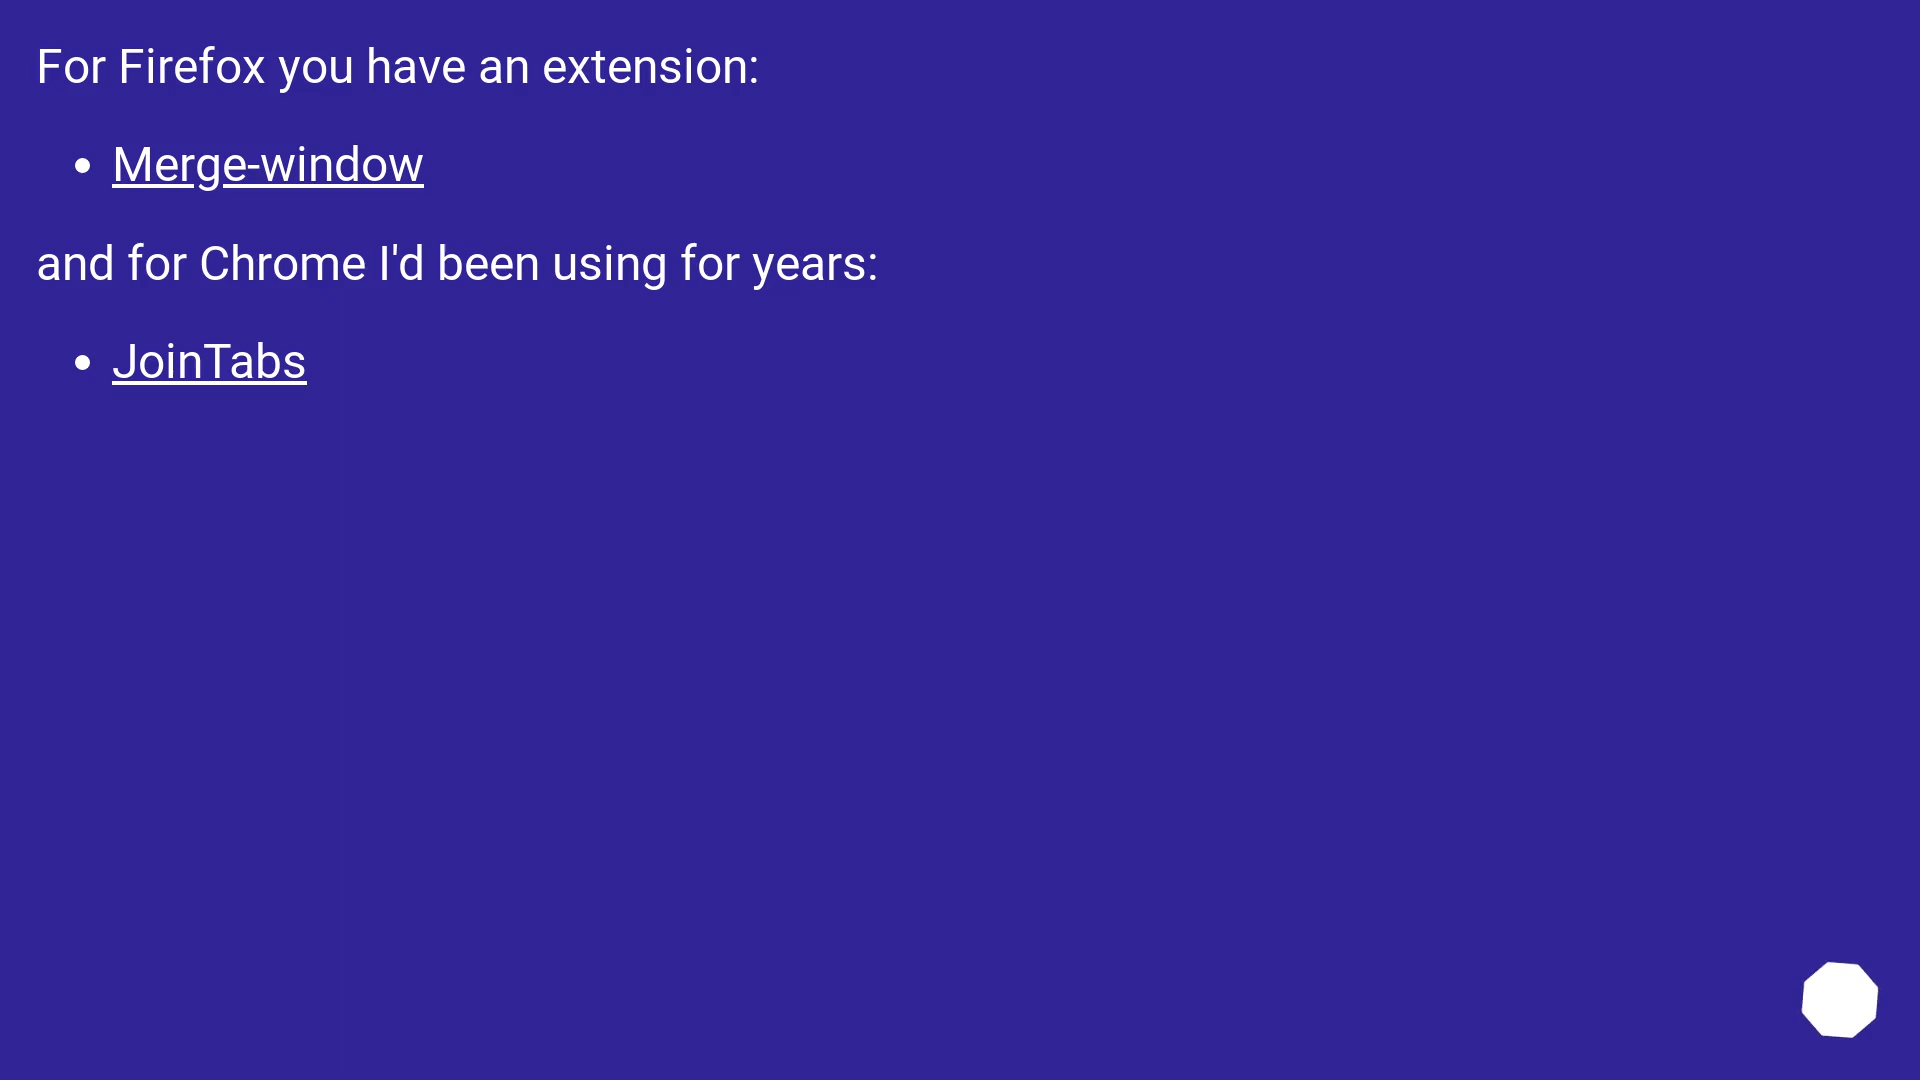 For Firefox you have an extension:
Merge-window
and for Chrome I'd been using for years:
JoinTabs